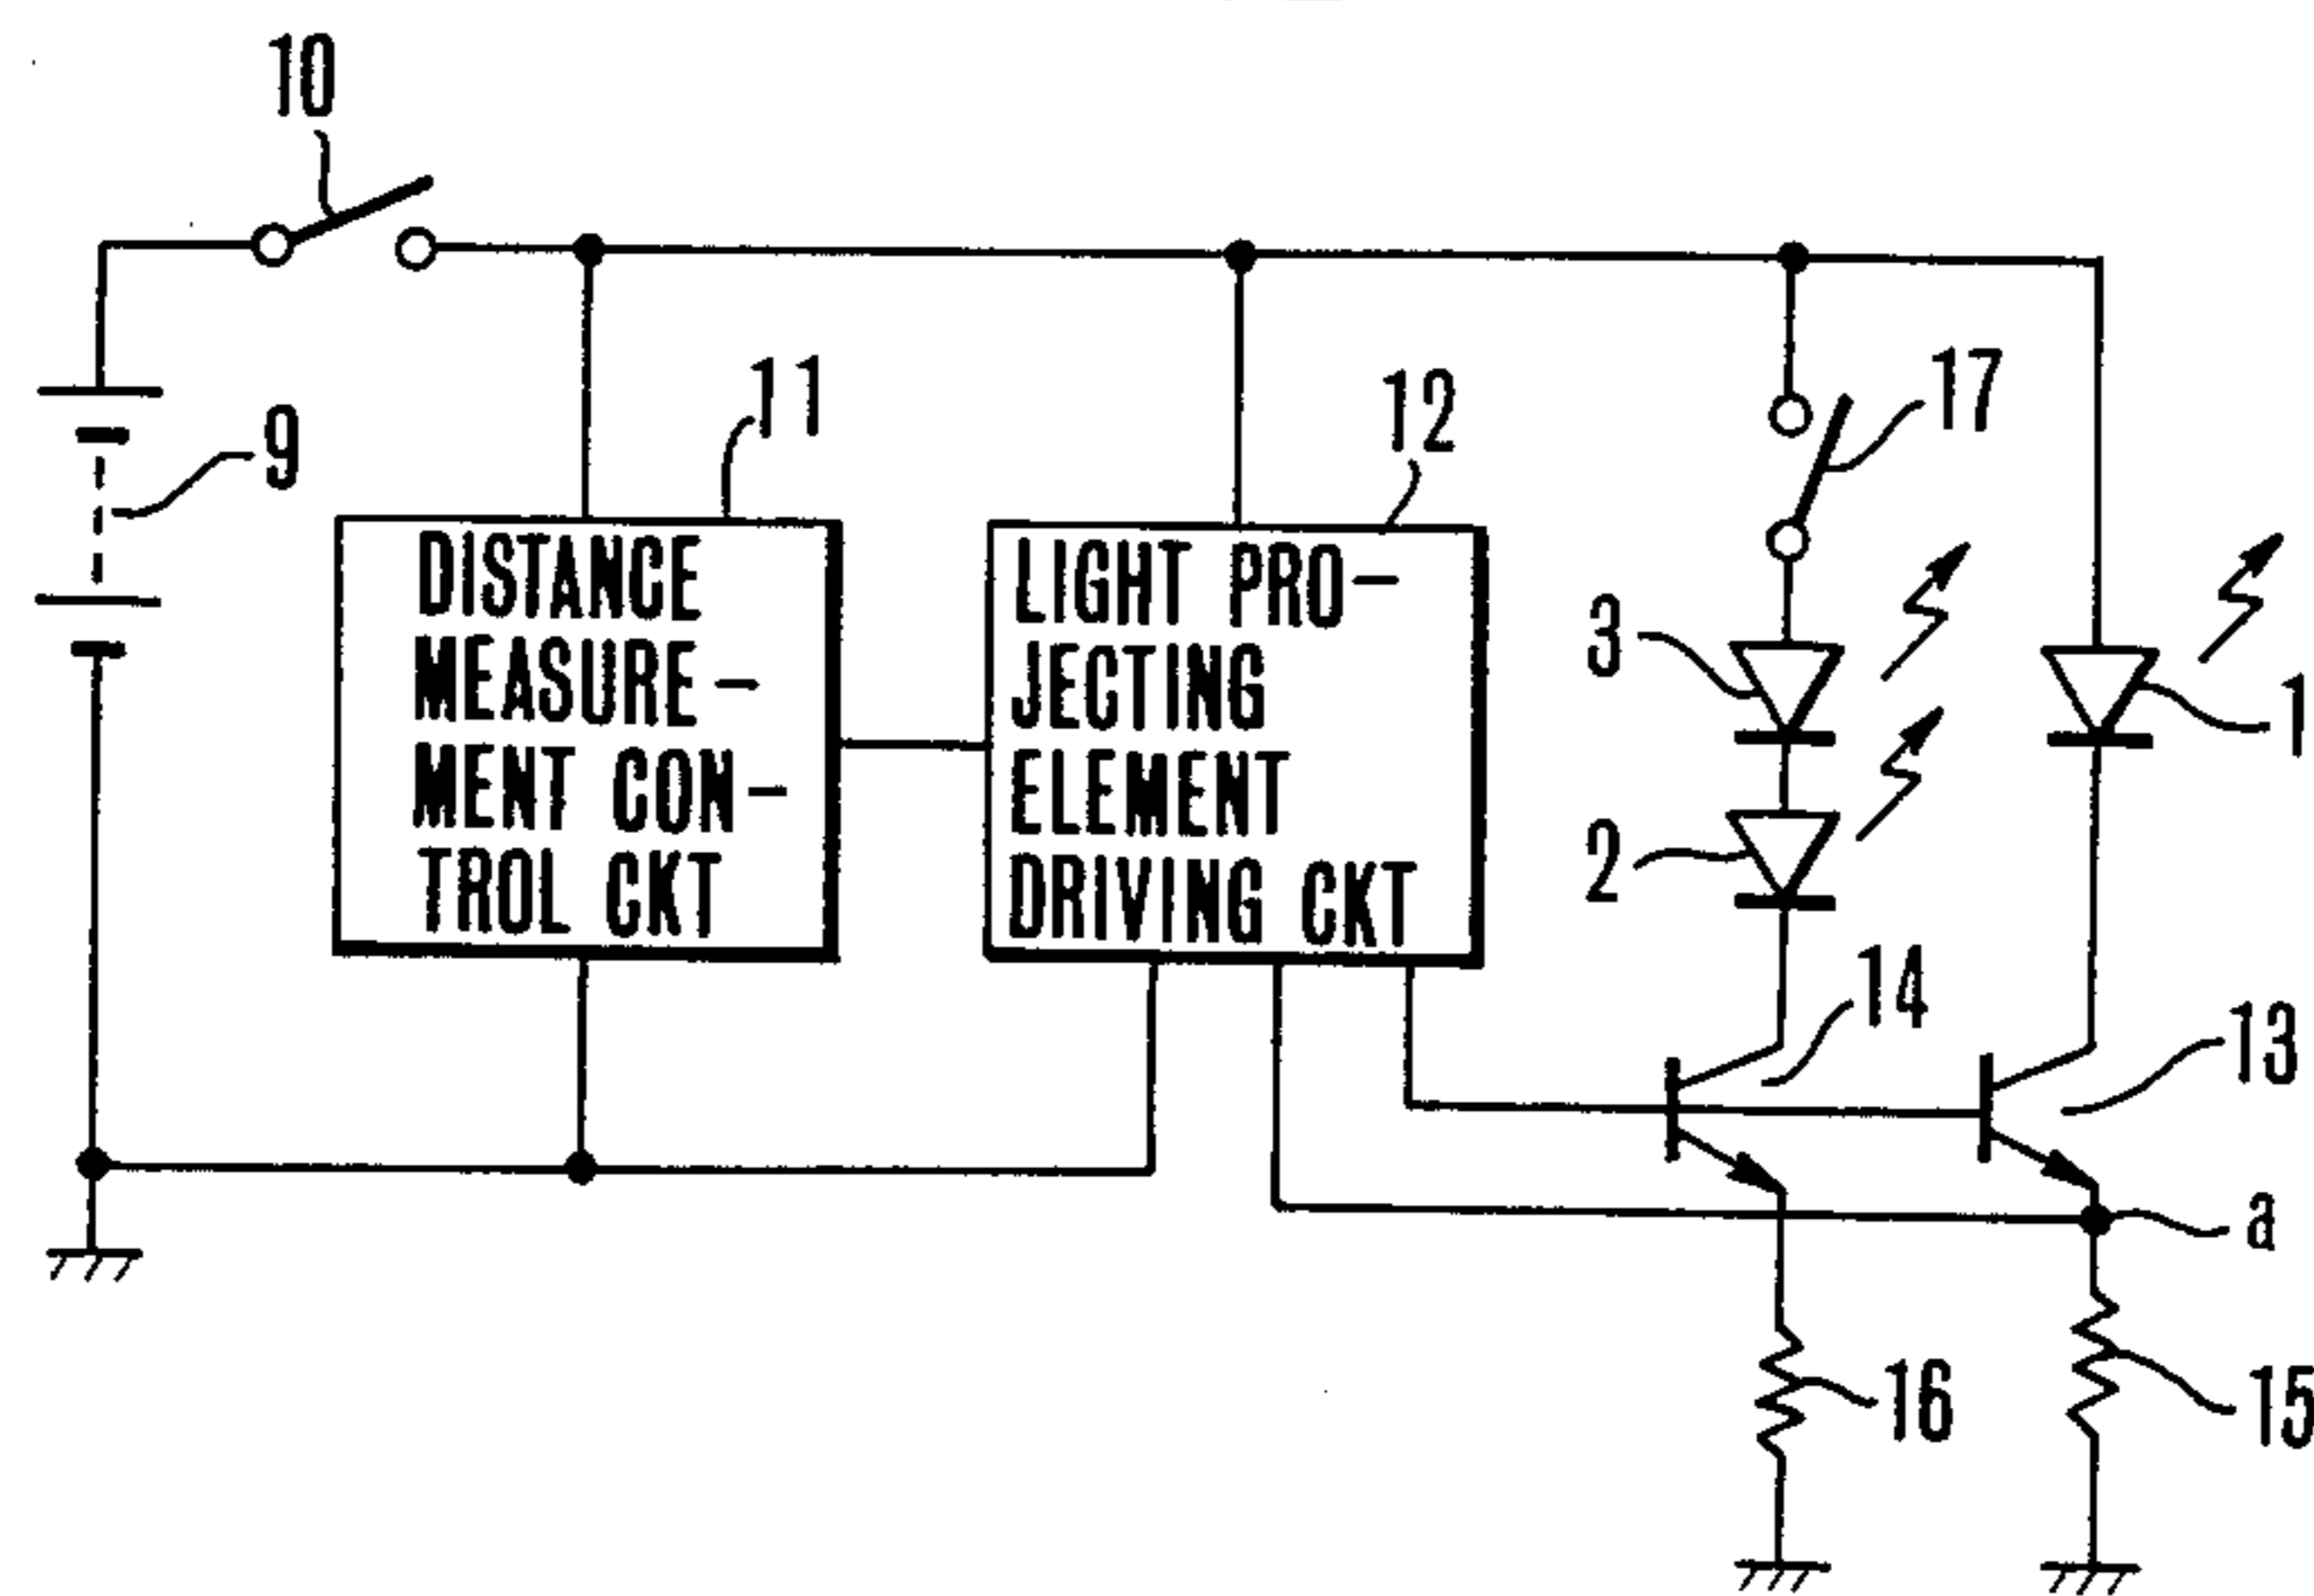 10
9
11
12
17
DISTANCE
MEASURE-
MENT CON-
TROL CKT
LIGHT PRO-
JECTING
ELEMENT
DRIVING CKT
3
1
2
14
13
a
16
15